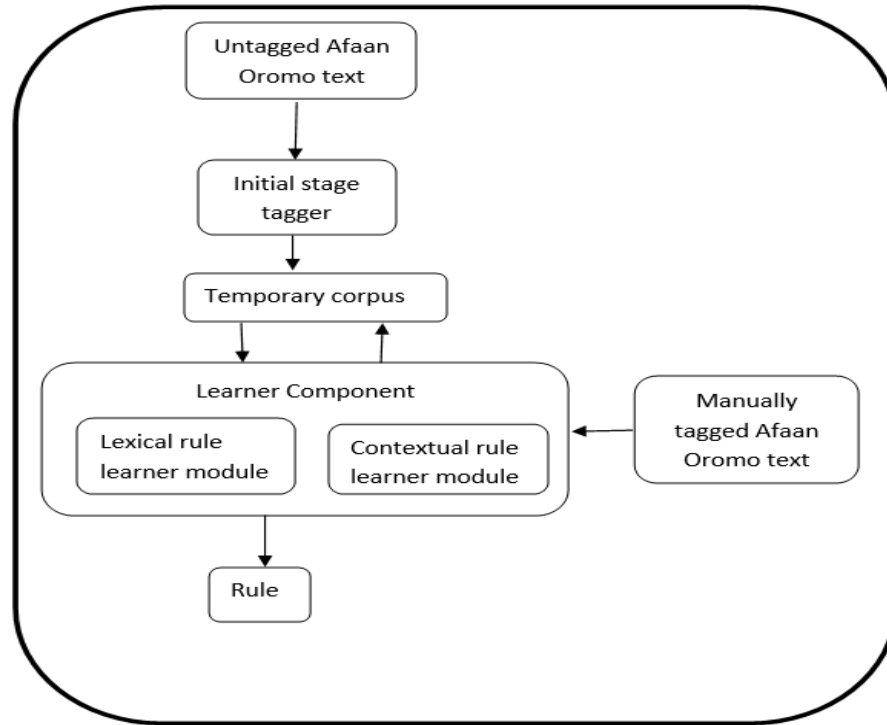 Untagged Afaan
Oromo text
Initial stage
tagger
Temporary corpus
Learner Component
Lexical rule
learner module
Contextual rule
learner module
Manually
tagged Afaan
Oromo text
Rule